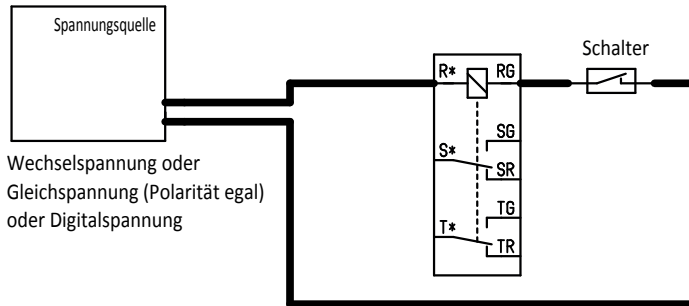 Spannungsquelle
Schalter
R* RG
SG
S* SR
TG
T* TR
Wechselspannung oder
Gleichspannung (Polarität egal)
oder Digitalspannung